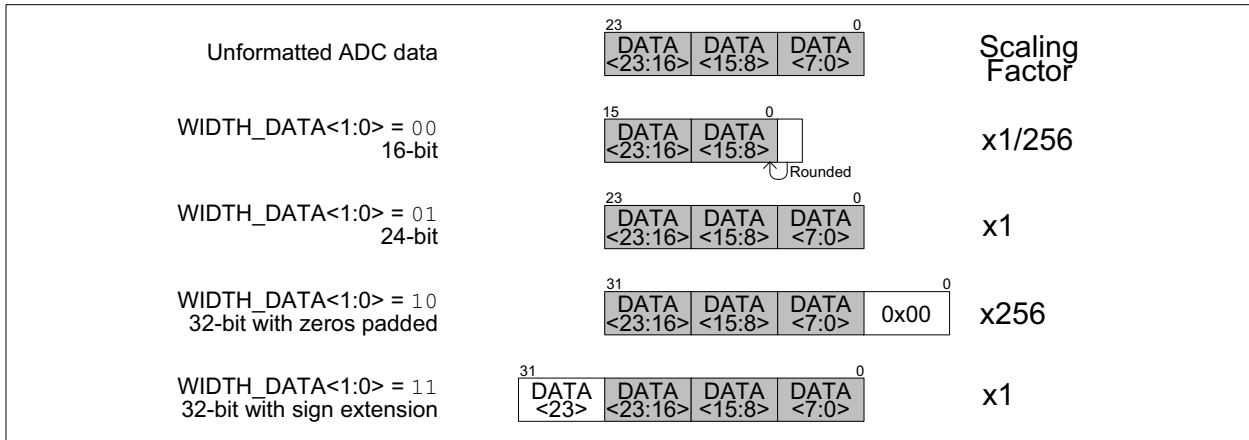 23 0
Unformatted ADC data
DATA DATA DATA
<23:16> <15:8> <7:0>
Scaling
Factor
15 0
WIDTH_DATA<1:0> = 00
16-bit
DATA DATA
<23:16> <15:8>
Rounded
x1/256
23 0
WIDTH_DATA<1:0> = 01
24-bit
DATA DATA DATA
<23:16> <15:8> <7:0>
x1
31 0
WIDTH_DATA<1:0> = 10
32-bit with zeros padded
DATA DATA DATA
<23:16> <15:8> <7:0>
0x00
x256
31 0
WIDTH_DATA<1:0> = 11
32-bit with sign extension
DATA DATA DATA DATA
<23> <23:16> <15:8> <7:0>
x1